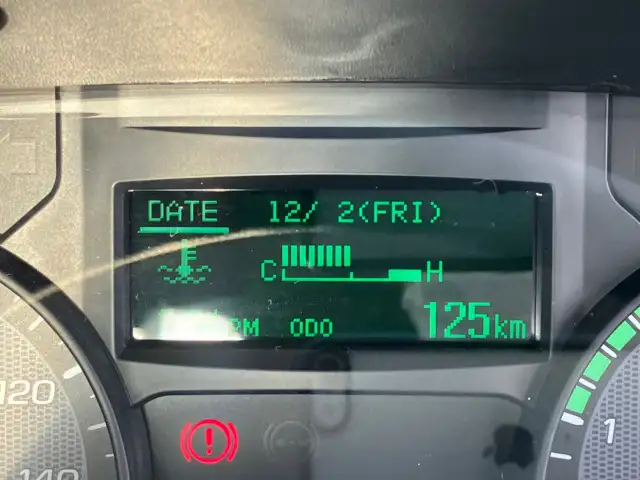 DATE 12/ 2(FRI)
C H
PM ODO 125km
120
140
1